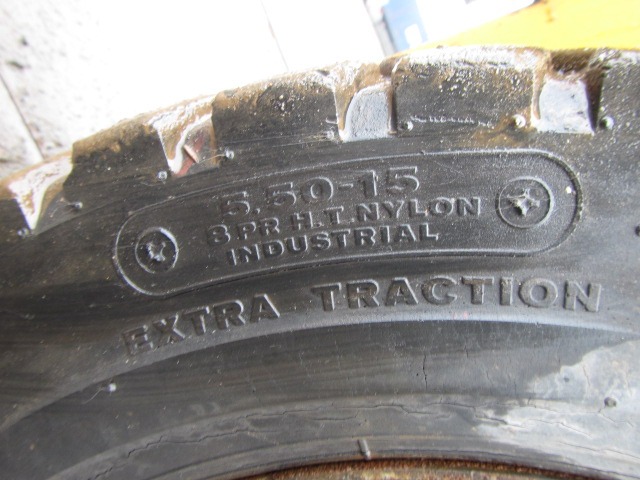 5.50-15
8 PR H.T. NYLON
INDUSTRIAL
EXTRA TRACTION